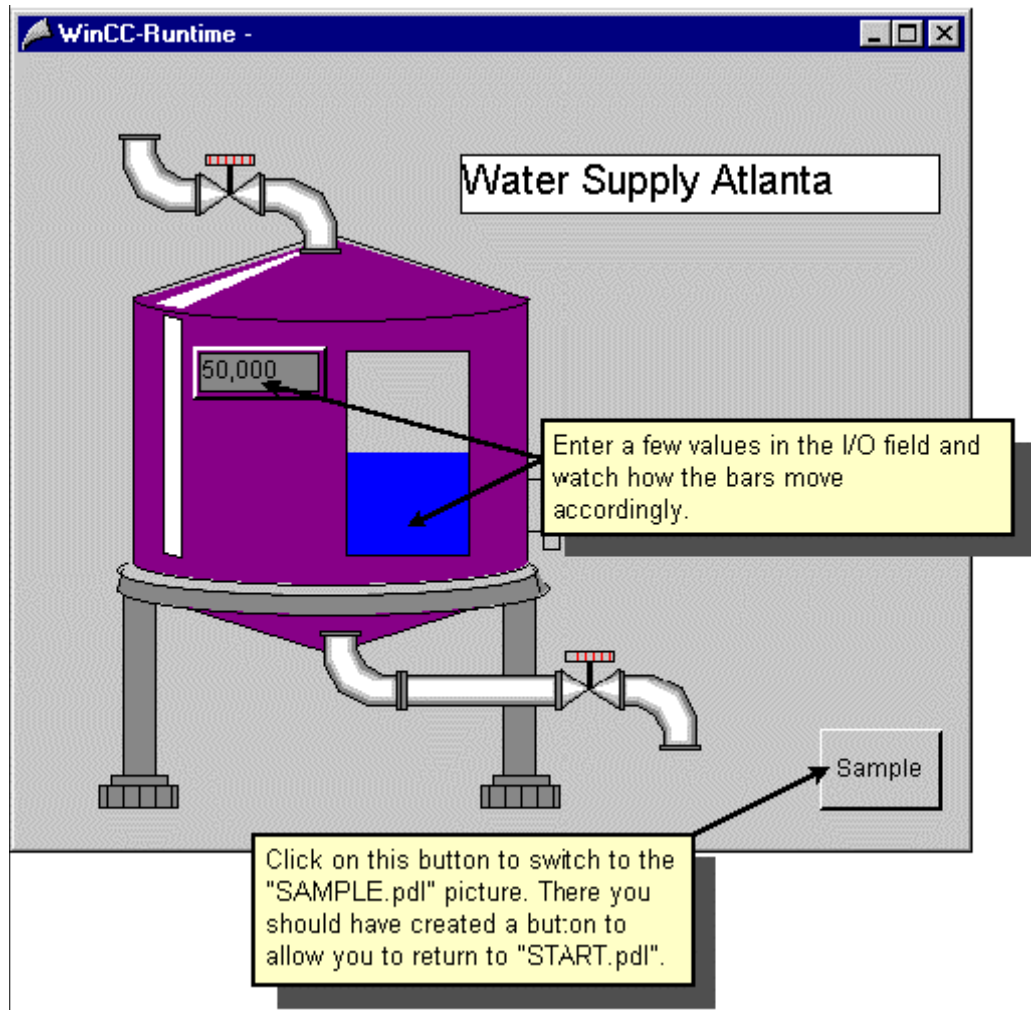 WinCC-Runtime -
Water Supply Atlanta
50,000
Enter a few values in the I/O field and
watch how the bars move
accordingly.
Sample
Click on this button to switch to the
"SAMPLE.pdl" picture. There you
should have created a button to
allow you to return to "START.pdl".